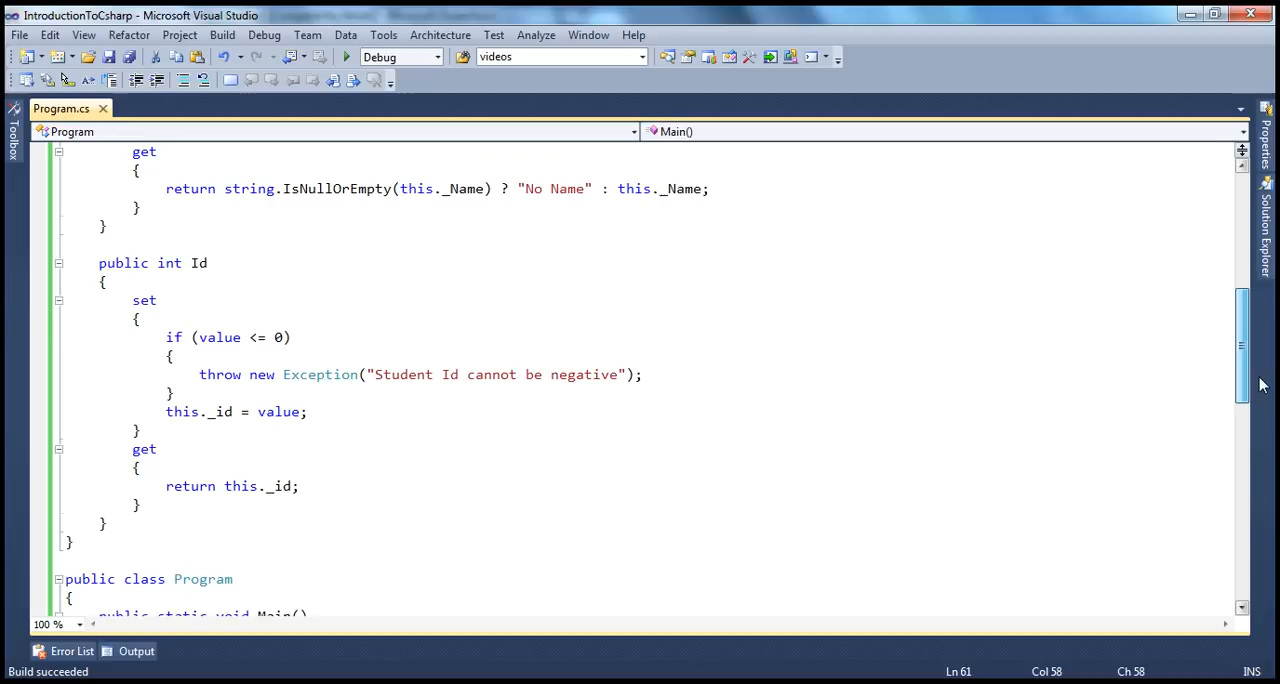 IntroductionToCsharp - Microsoft Visual Studio
File Edit View Refactor Project Build Debug Team Data Tools Architecture Test Analyze Window Help
Debug videos
Program.cs
Toolbox
Program Main()
Properties
Solution Explorer
get
{
return string.IsNullOrEmpty(this._Name) ? "No Name" : this._Name;
}
}
public int Id
{
set
{
if (value <= 0)
{
throw new Exception("Student Id cannot be negative");
}
this._id = value;
}
get
{
return this._id;
}
}
}
public class Program
{
public static void Main()
100 %
Error List Output
Build succeeded Ln 61 Col 58 Ch 58 INS